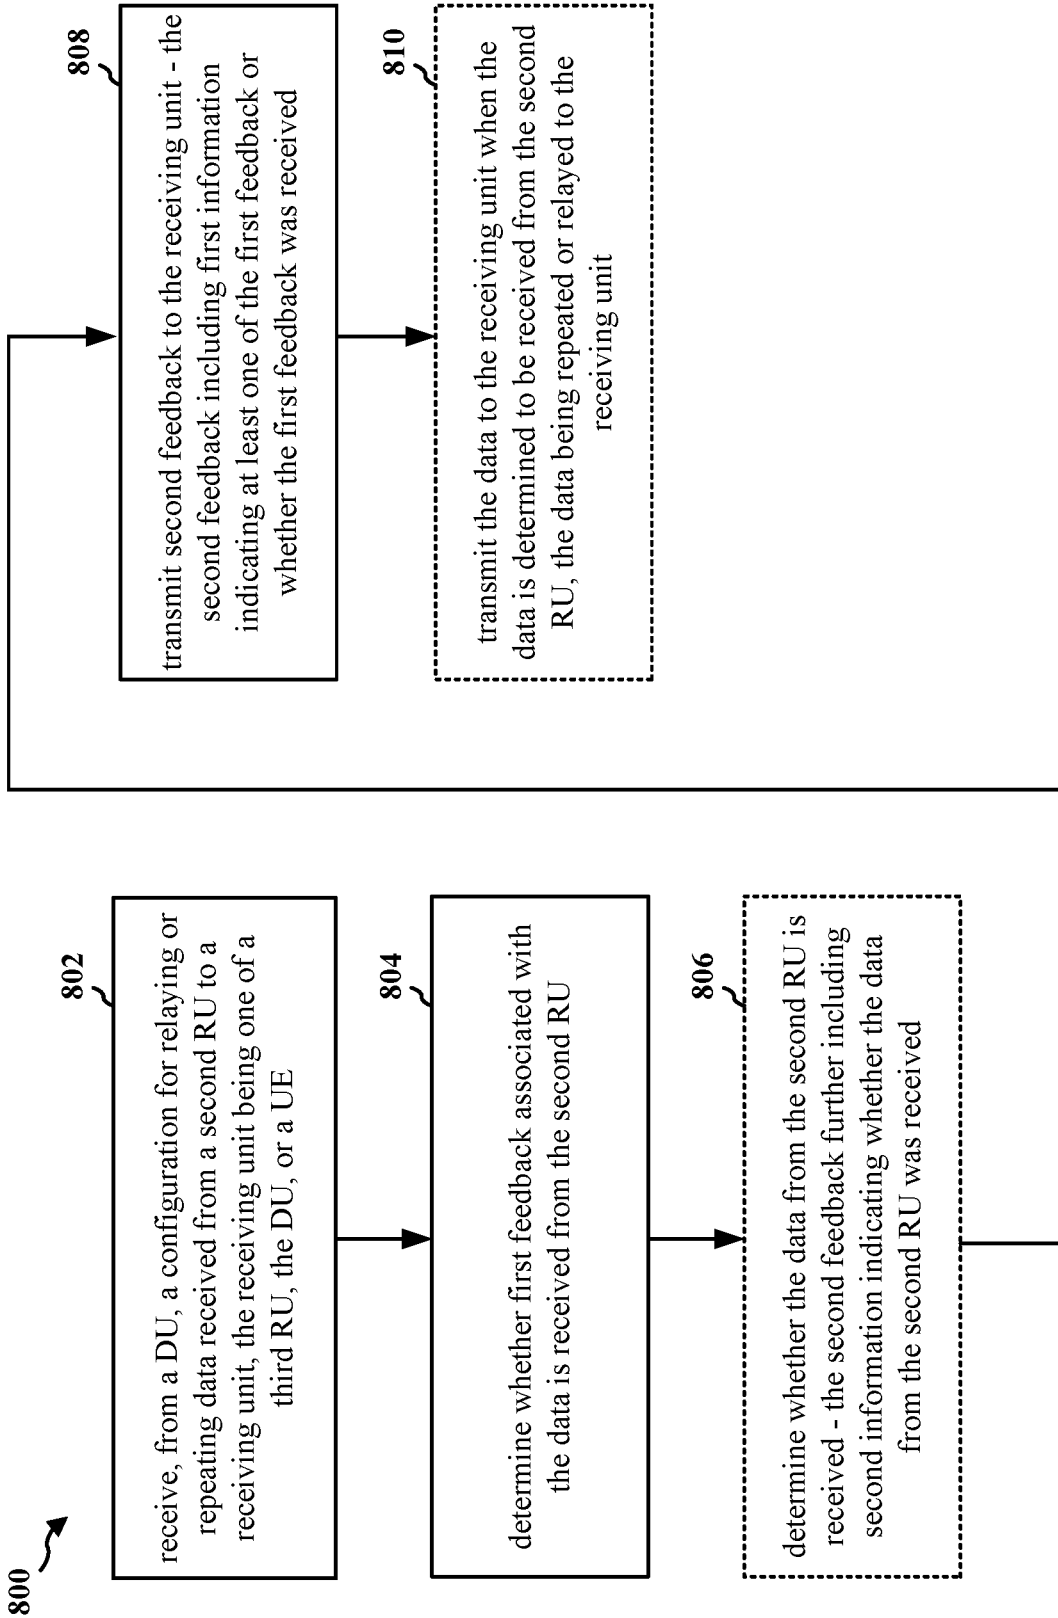 800
802
receive, from a DU, a configuration for relaying or
repeating data received from a second RU to a
receiving unit, the receiving unit being one of a
third RU, the DU, or a UE
804
determine whether first feedback associated with
the data is received from the second RU
806
determine whether the data from the second RU is
received - the second feedback further including
second information indicating whether the data
from the second RU was received
808
transmit second feedback to the receiving unit - the
second feedback including first information
indicating at least one of the first feedback or
whether the first feedback was received
810
transmit the data to the receiving unit when the
data is determined to be received from the second
RU, the data being repeated or relayed to the
receiving unit